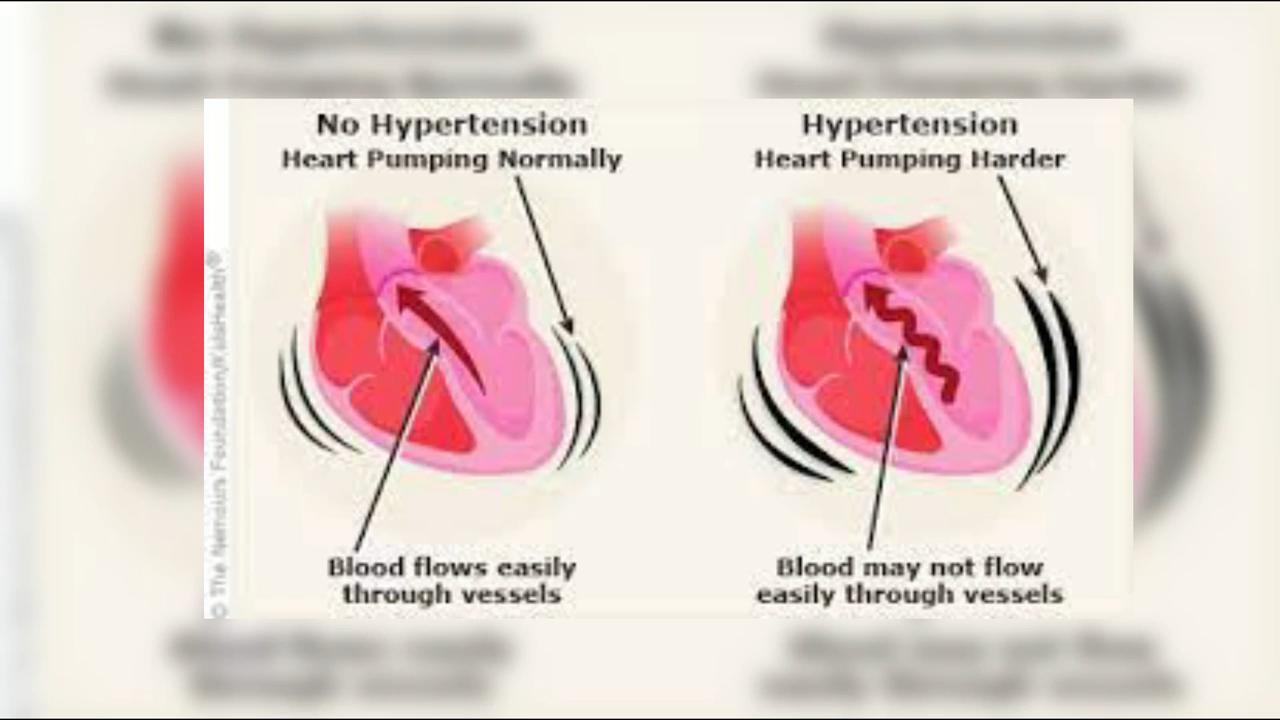 No Hypertension
Heart Pumping Normally
Hypertension
Heart Pumping Harder
Blood flows easily
through vessels
Blood may not flow
easily through vessels
© The Nemours Foundation/KidsHealth®